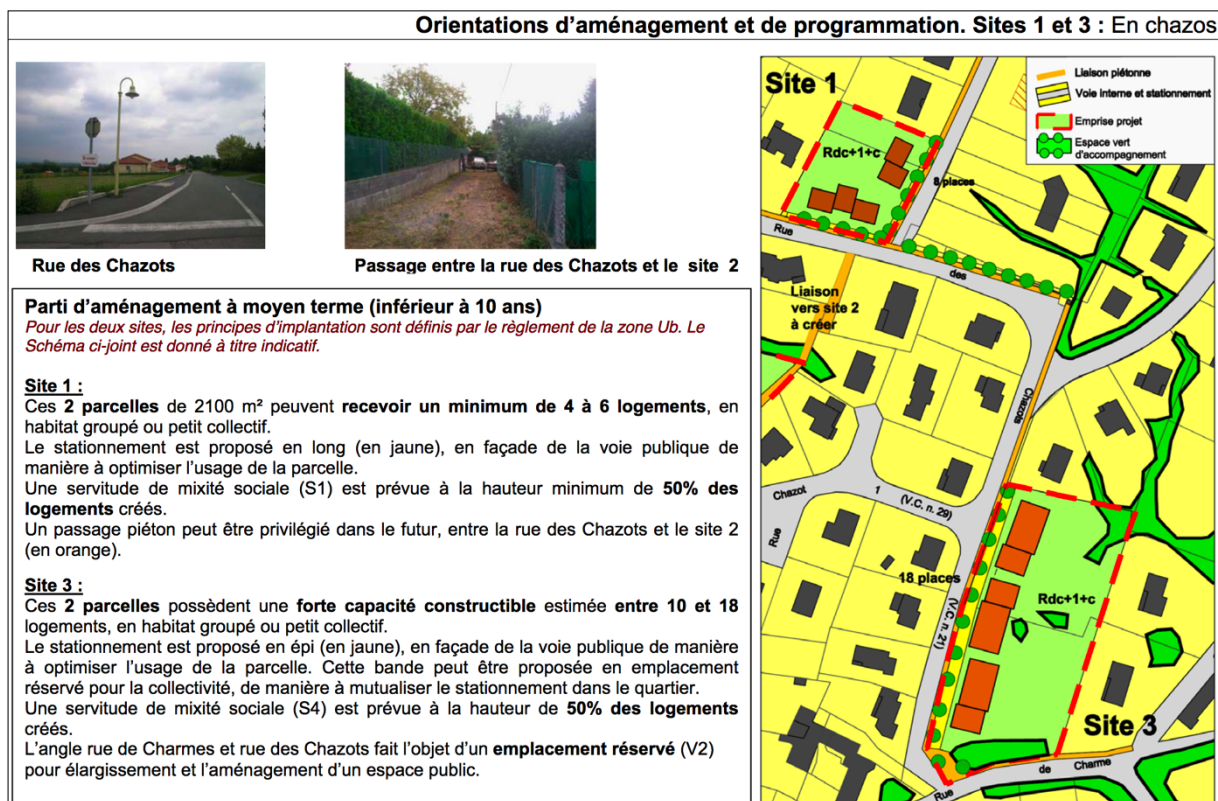 Orientations d’aménagement et de programmation. Sites 1 et 3 : En chazos
Rue des Chazots
Passage entre la rue des Chazots et le site 2
Parti d’aménagement à moyen terme (inférieur à 10 ans)
Pour les deux sites, les principes d’implantation sont définis par le règlement de la zone Ub. Le
Schéma ci-joint est donné à titre indicatif.
Site 1 :
Ces 2 parcelles de 2100 m² peuvent recevoir un minimum de 4 à 6 logements, en
habitat groupé ou petit collectif.
Le stationnement est proposé en long (en jaune), en façade de la voie publique de
manière à optimiser l’usage de la parcelle.
Une servitude de mixité sociale (S1) est prévue à la hauteur minimum de 50% des
logements créés.
Un passage piéton peut être privilégié dans le futur, entre la rue des Chazots et le site 2
(en orange).
Site 3 :
Ces 2 parcelles possèdent une forte capacité constructible estimée entre 10 et 18
logements, en habitat groupé ou petit collectif.
Le stationnement est proposé en épi (en jaune), en façade de la voie publique de manière
à optimiser l’usage de la parcelle. Cette bande peut être proposée en emplacement
réservé pour la collectivité, de manière à mutualiser le stationnement dans le quartier.
Une servitude de mixité sociale (S4) est prévue à la hauteur de 50% des logements
créés.
L’angle rue de Charmes et rue des Chazots fait l’objet d’un emplacement réservé (V2)
pour élargissement et l’aménagement d’un espace public.
Site 1
Liaison piétonne
Voie interne et stationnement
Emprise projet
Espace vert
d'accompagnement
Rdc+1+c
8 places
Rue
des
Liaison
vers site 2
à créer
Chazots
Chazot
1
(V.C. n. 29)
Rue
18 places
(V.C. n. 21)
Rdc+1+c
Site 3
Rue
de
Charme